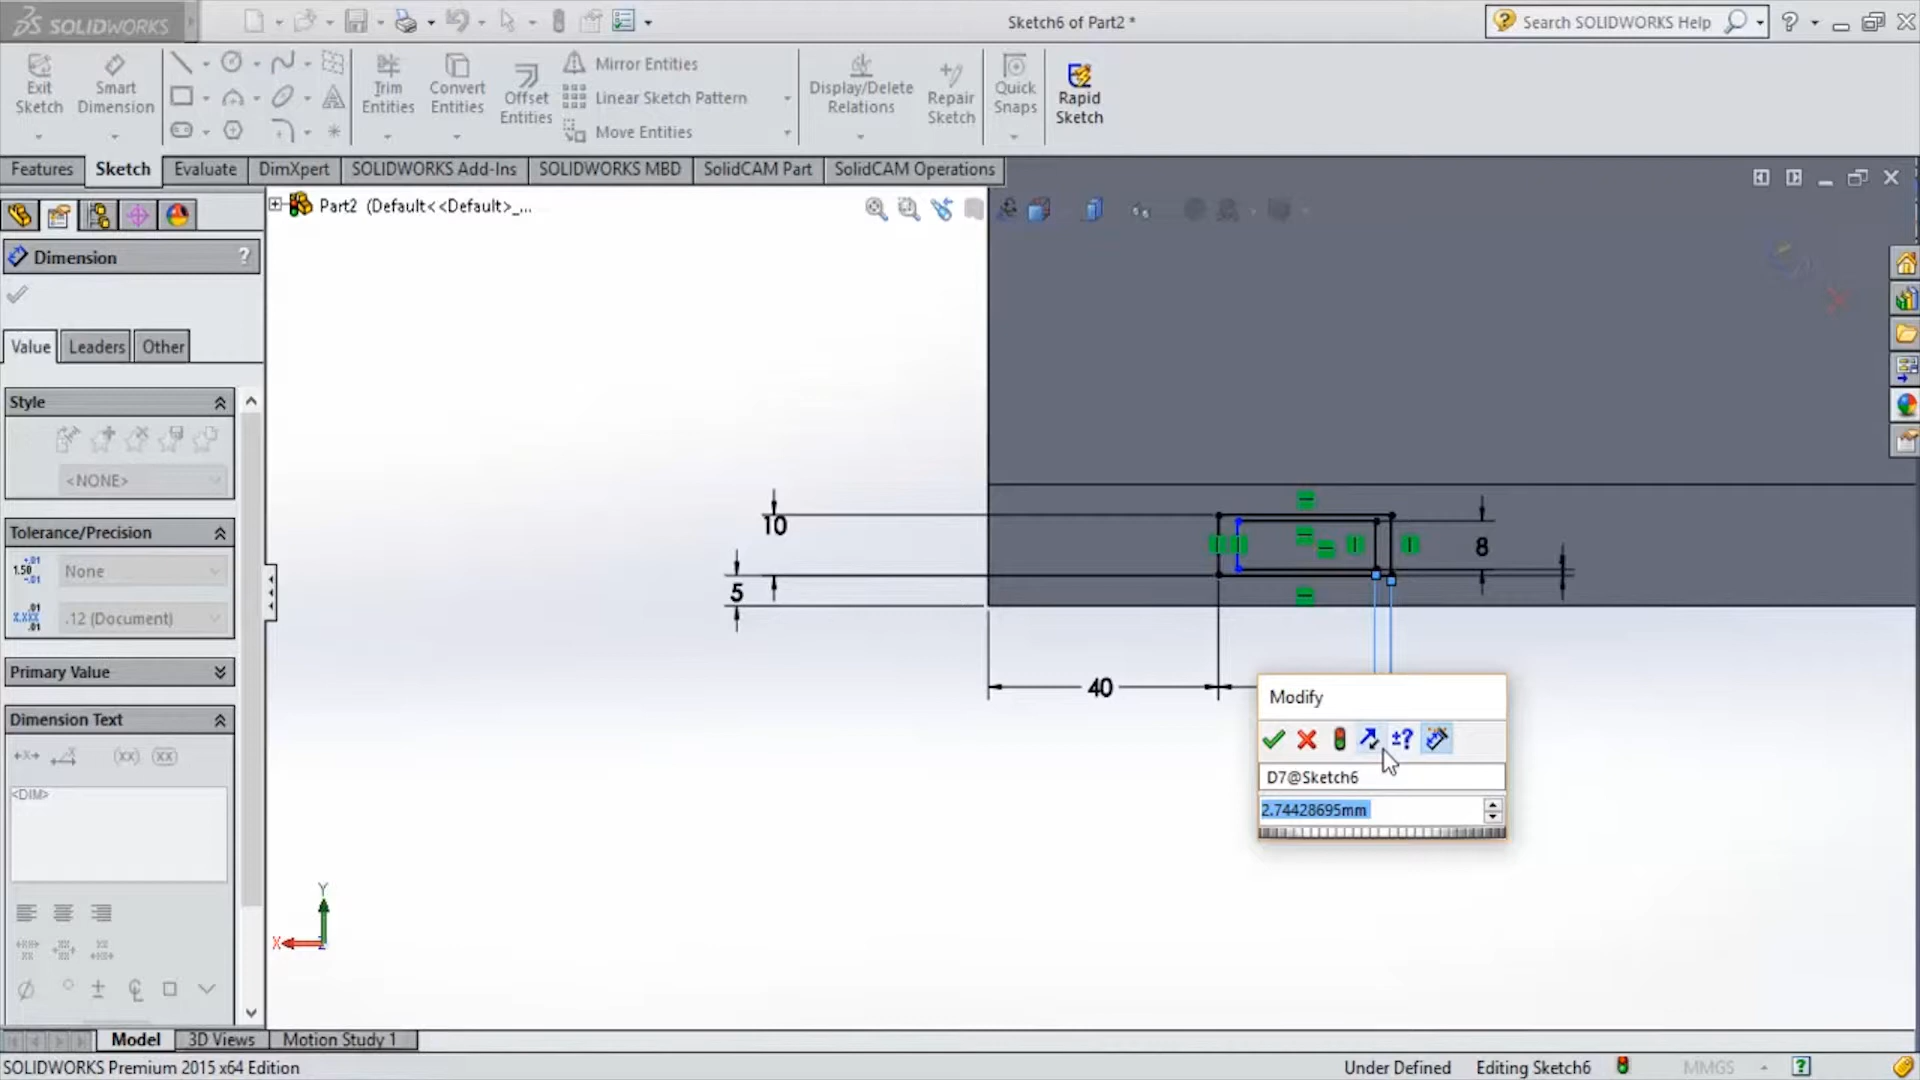 SOLIDWORKS
Sketch6 of Part2 *
Search SOLIDWORKS Help
Exit Sketch
Smart Dimension
Trim Entities
Convert Entities
Offset Entities
Mirror Entities
Linear Sketch Pattern
Move Entities
Display/Delete Relations
Repair Sketch
Quick Snaps
Rapid Sketch
Features
Sketch
Evaluate
DimXpert
SOLIDWORKS Add-Ins
SOLIDWORKS MBD
SolidCAM Part
SolidCAM Operations
Part2 (Default<<Default>_...
Dimension
?
Value
Leaders
Other
Style
<NONE>
Tolerance/Precision
None
.12 (Document)
Primary Value
Dimension Text
(xx) (xx)
<DIM>
10
5
40
8
Modify
D7@Sketch6
2.74428695mm
Y
X
Z
Model
3D Views
Motion Study 1
SOLIDWORKS Premium 2015 x64 Edition
Under Defined
Editing Sketch6
MMGS